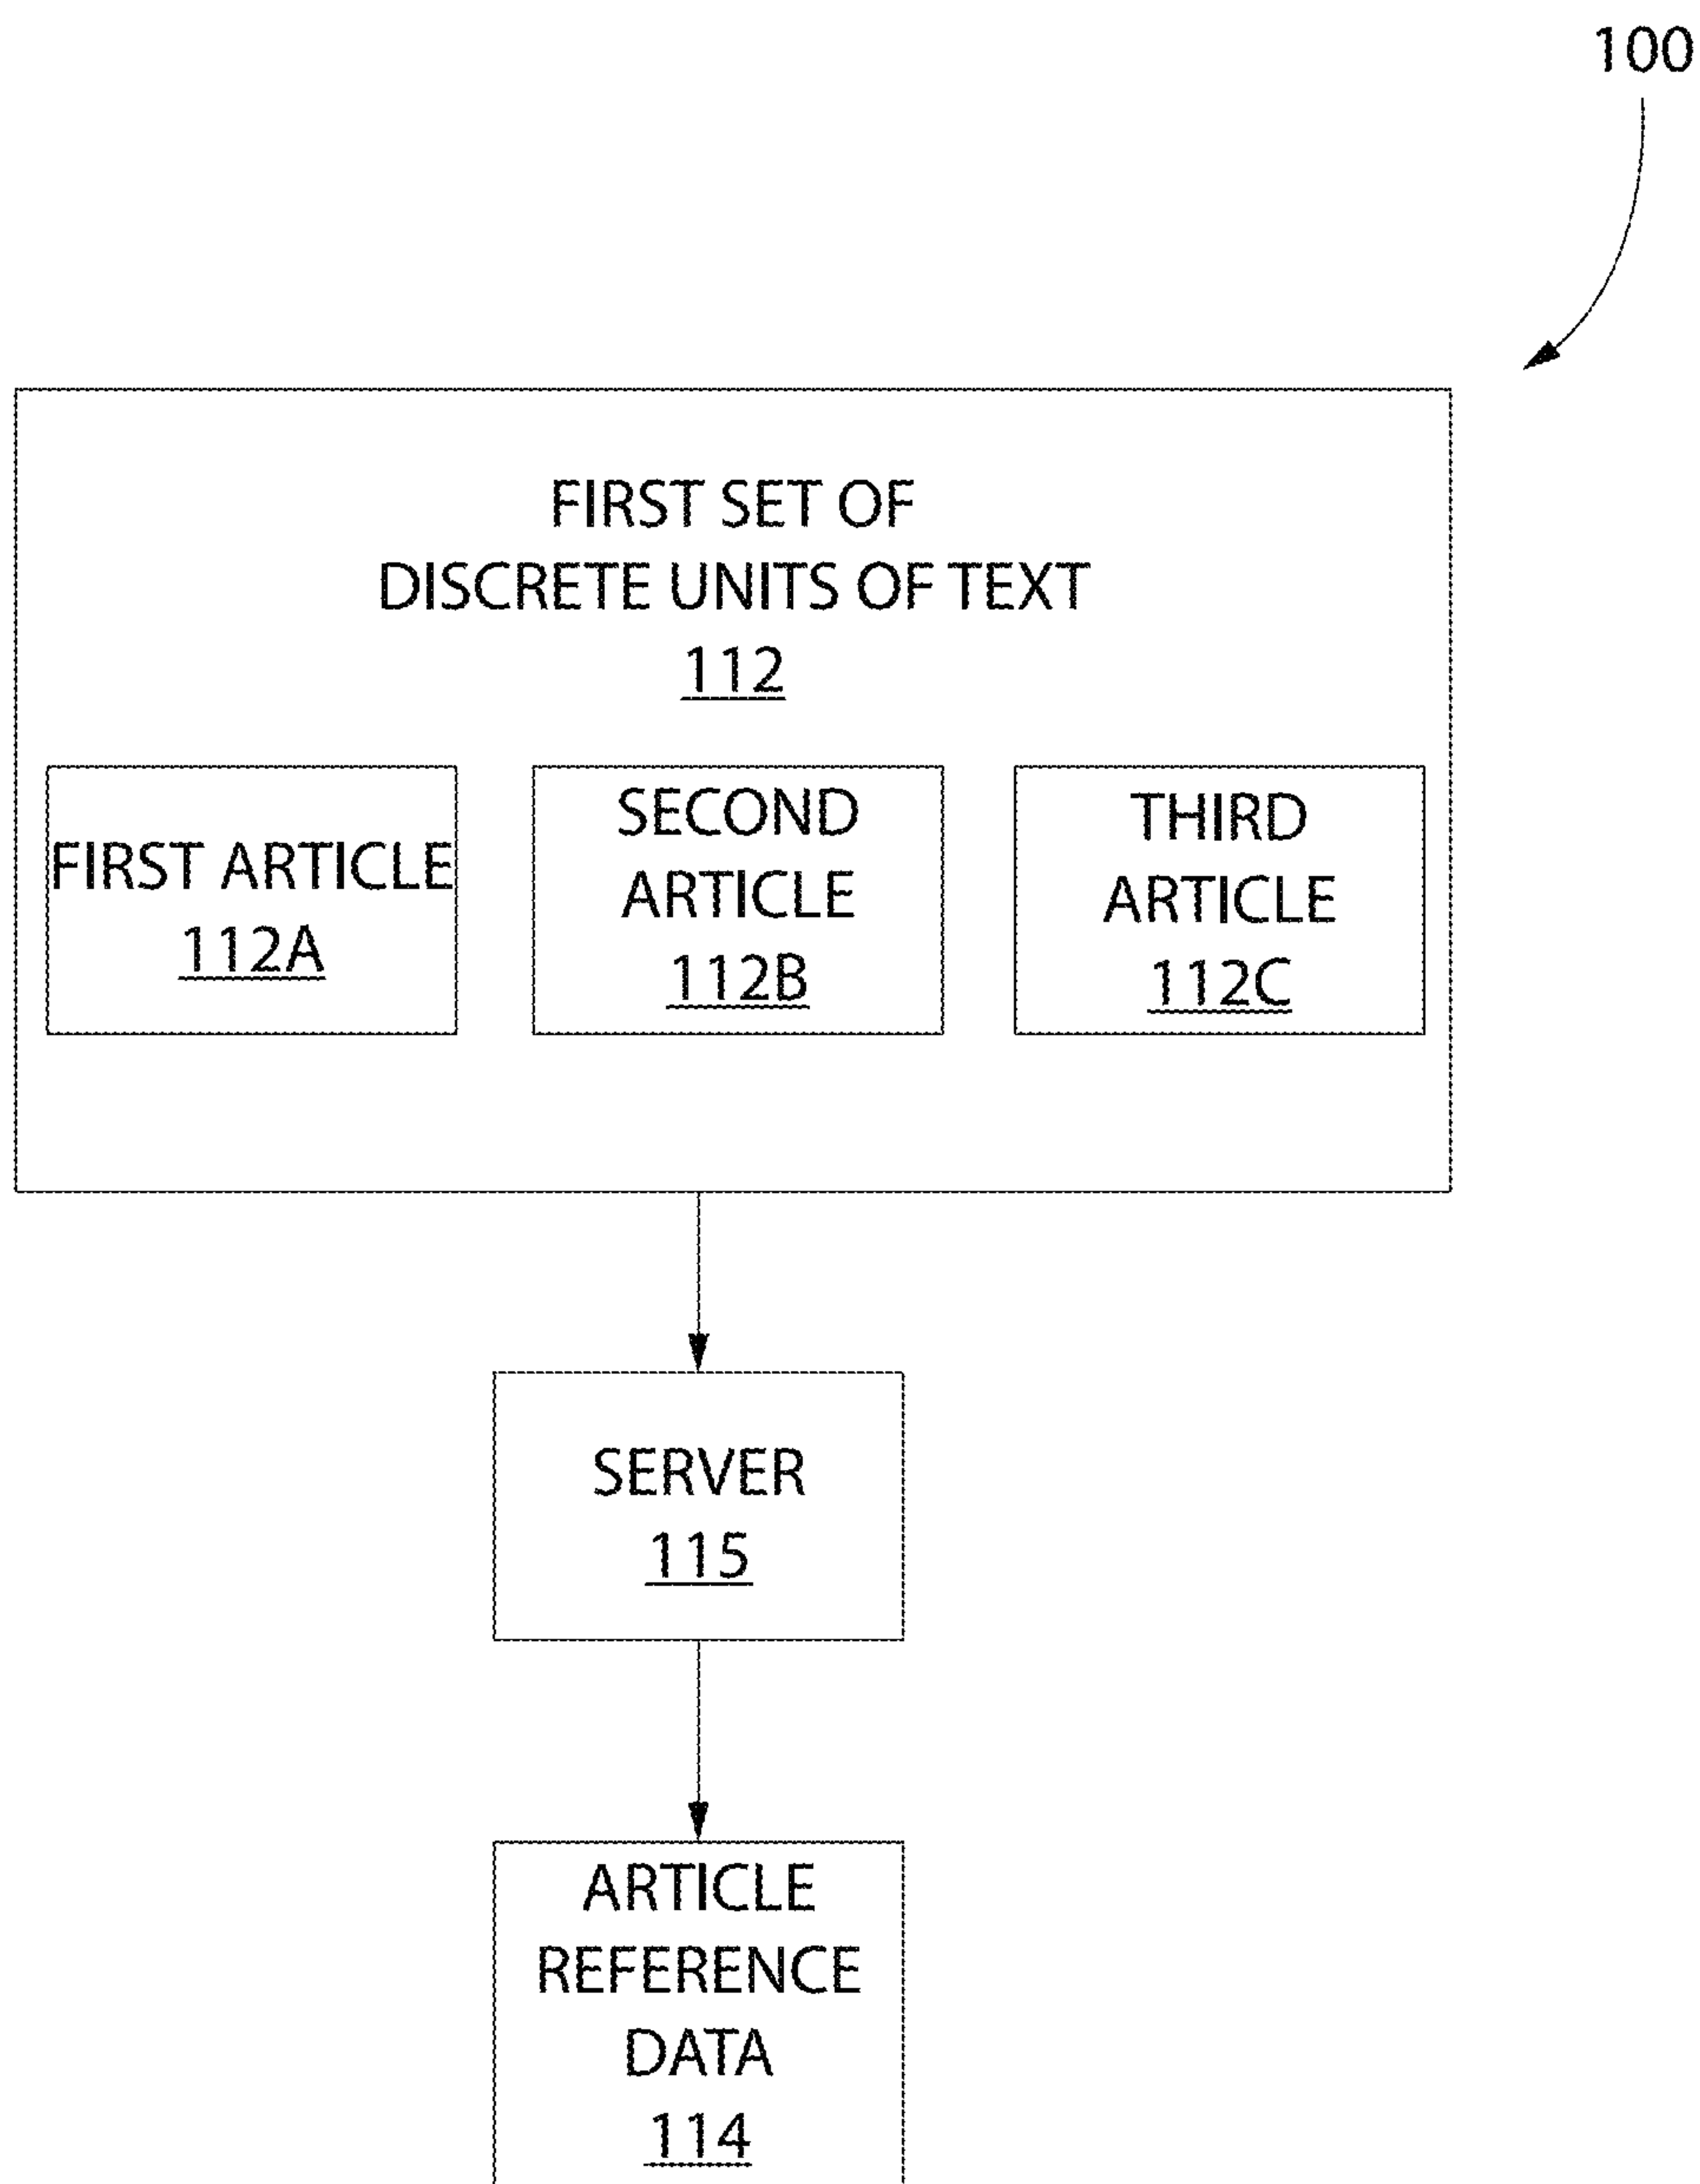 100
FIRST SET OF
DISCRETE UNITS OF TEXT
112
FIRST ARTICLE
112A
SECOND
ARTICLE
112B
THIRD
ARTICLE
112C
SERVER
115
ARTICLE
REFERENCE
DATA
114